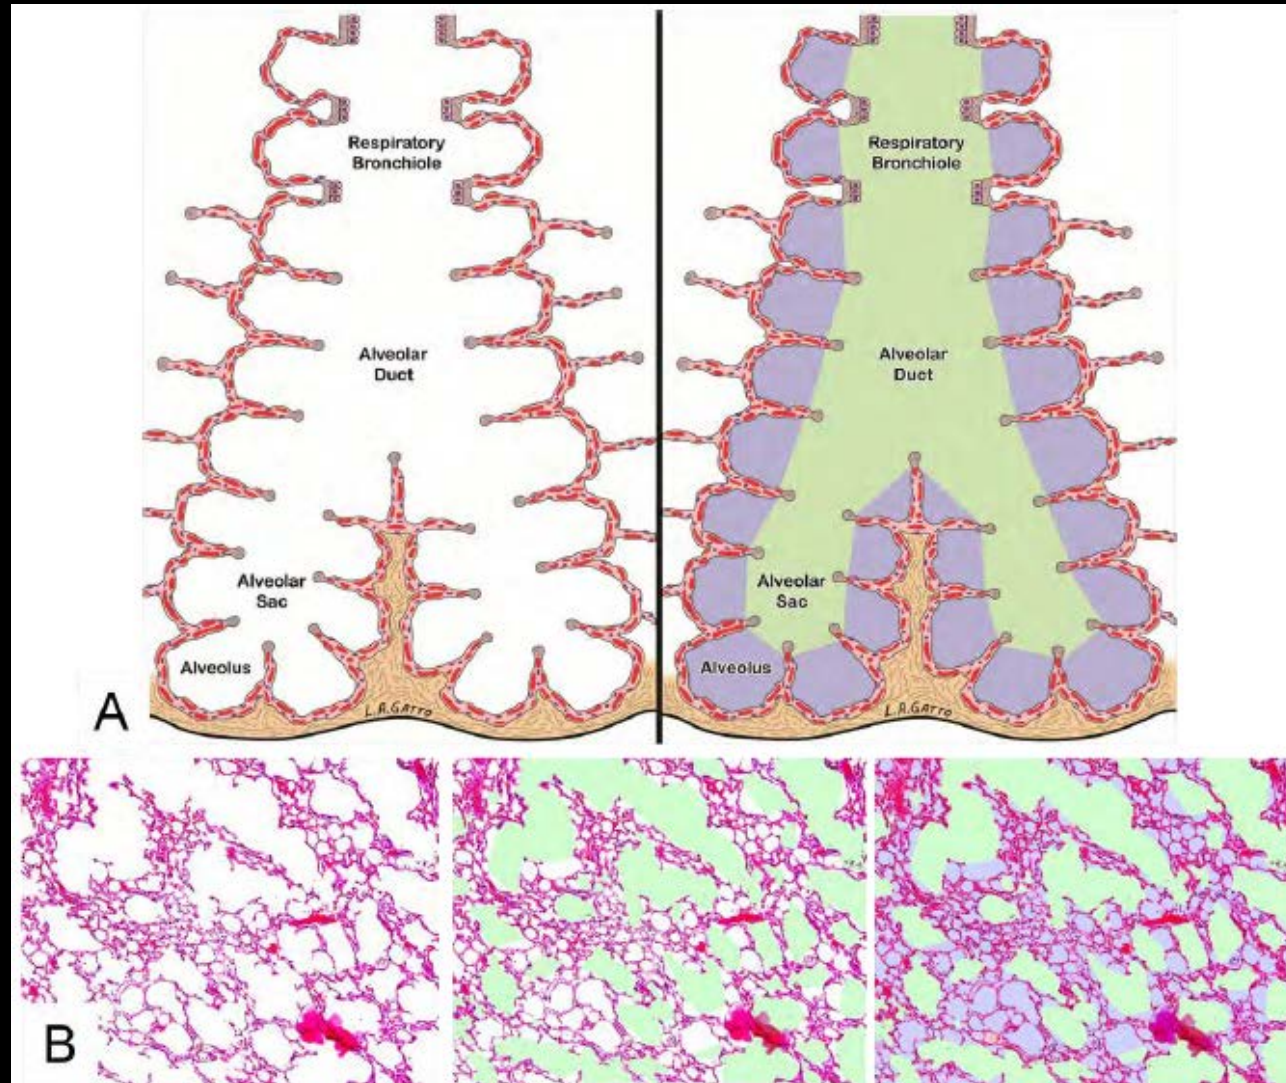 Respiratory
Bronchiole
Alveolar
Duct
Alveolar
Sac
Alveolus
L.A.GATTO
A
Respiratory
Bronchiole
Alveolar
Duct
Alveolar
Sac
Alveolus
L.A.GATTO
B